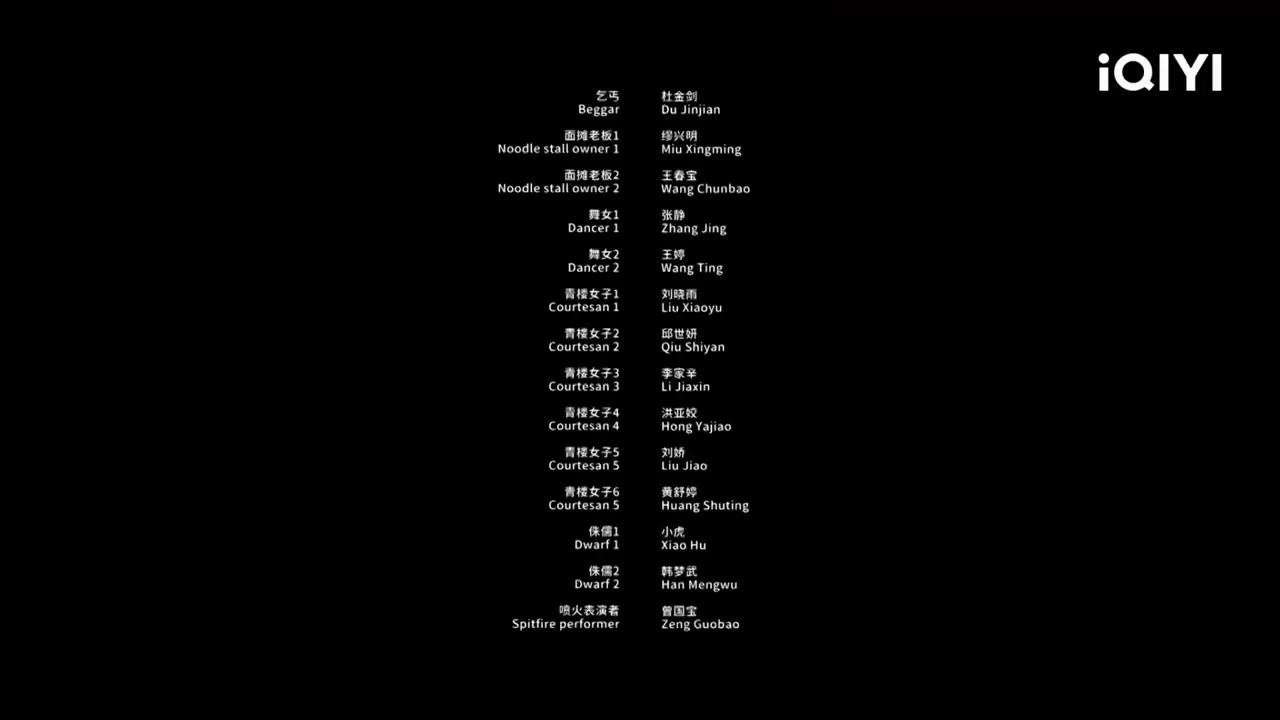 iQIYI
乞丐 杜金剑
Beggar Du Jinjian
面摊老板1 缪兴明
Noodle stall owner 1 Miu Xingming
面摊老板2 王春宝
Noodle stall owner 2 Wang Chunbao
舞女1 张静
Dancer 1 Zhang Jing
舞女2 王婷
Dancer 2 Wang Ting
青楼女子1 刘晓雨
Courtesan 1 Liu Xiaoyu
青楼女子2 邱世妍
Courtesan 2 Qiu Shiyan
青楼女子3 李家辛
Courtesan 3 Li Jiaxin
青楼女子4 洪亚姣
Courtesan 4 Hong Yajiao
青楼女子5 刘娇
Courtesan 5 Liu Jiao
青楼女子6 黄舒婷
Courtesan 5 Huang Shuting
侏儒1 小虎
Dwarf 1 Xiao Hu
侏儒2 韩梦武
Dwarf 2 Han Mengwu
喷火表演者 曾国宝
Spitfire performer Zeng Guobao